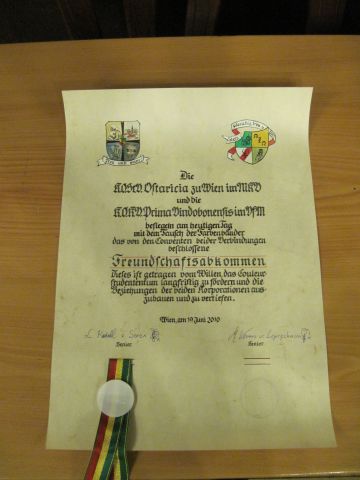 Die
K.Ö.St.V. Ostaricia zu Wien im MKV
und die
K.Ö.H.V. Prima Vindobonensis im VfM
besiegeln am heutigen Tag
mit dem Tausch der Farbenbänder
das von den Conventen beider Verbindungen
beschlossene
Freundschaftsabkommen
Dieses ist getragen vom Willen das Couleur
studententum langfristig zu fördern und die
Beziehungen der beiden Korporationen aus-
zubauen und zu vertiefen.
Wien, am 19. Juni 2010
Senior
Senior